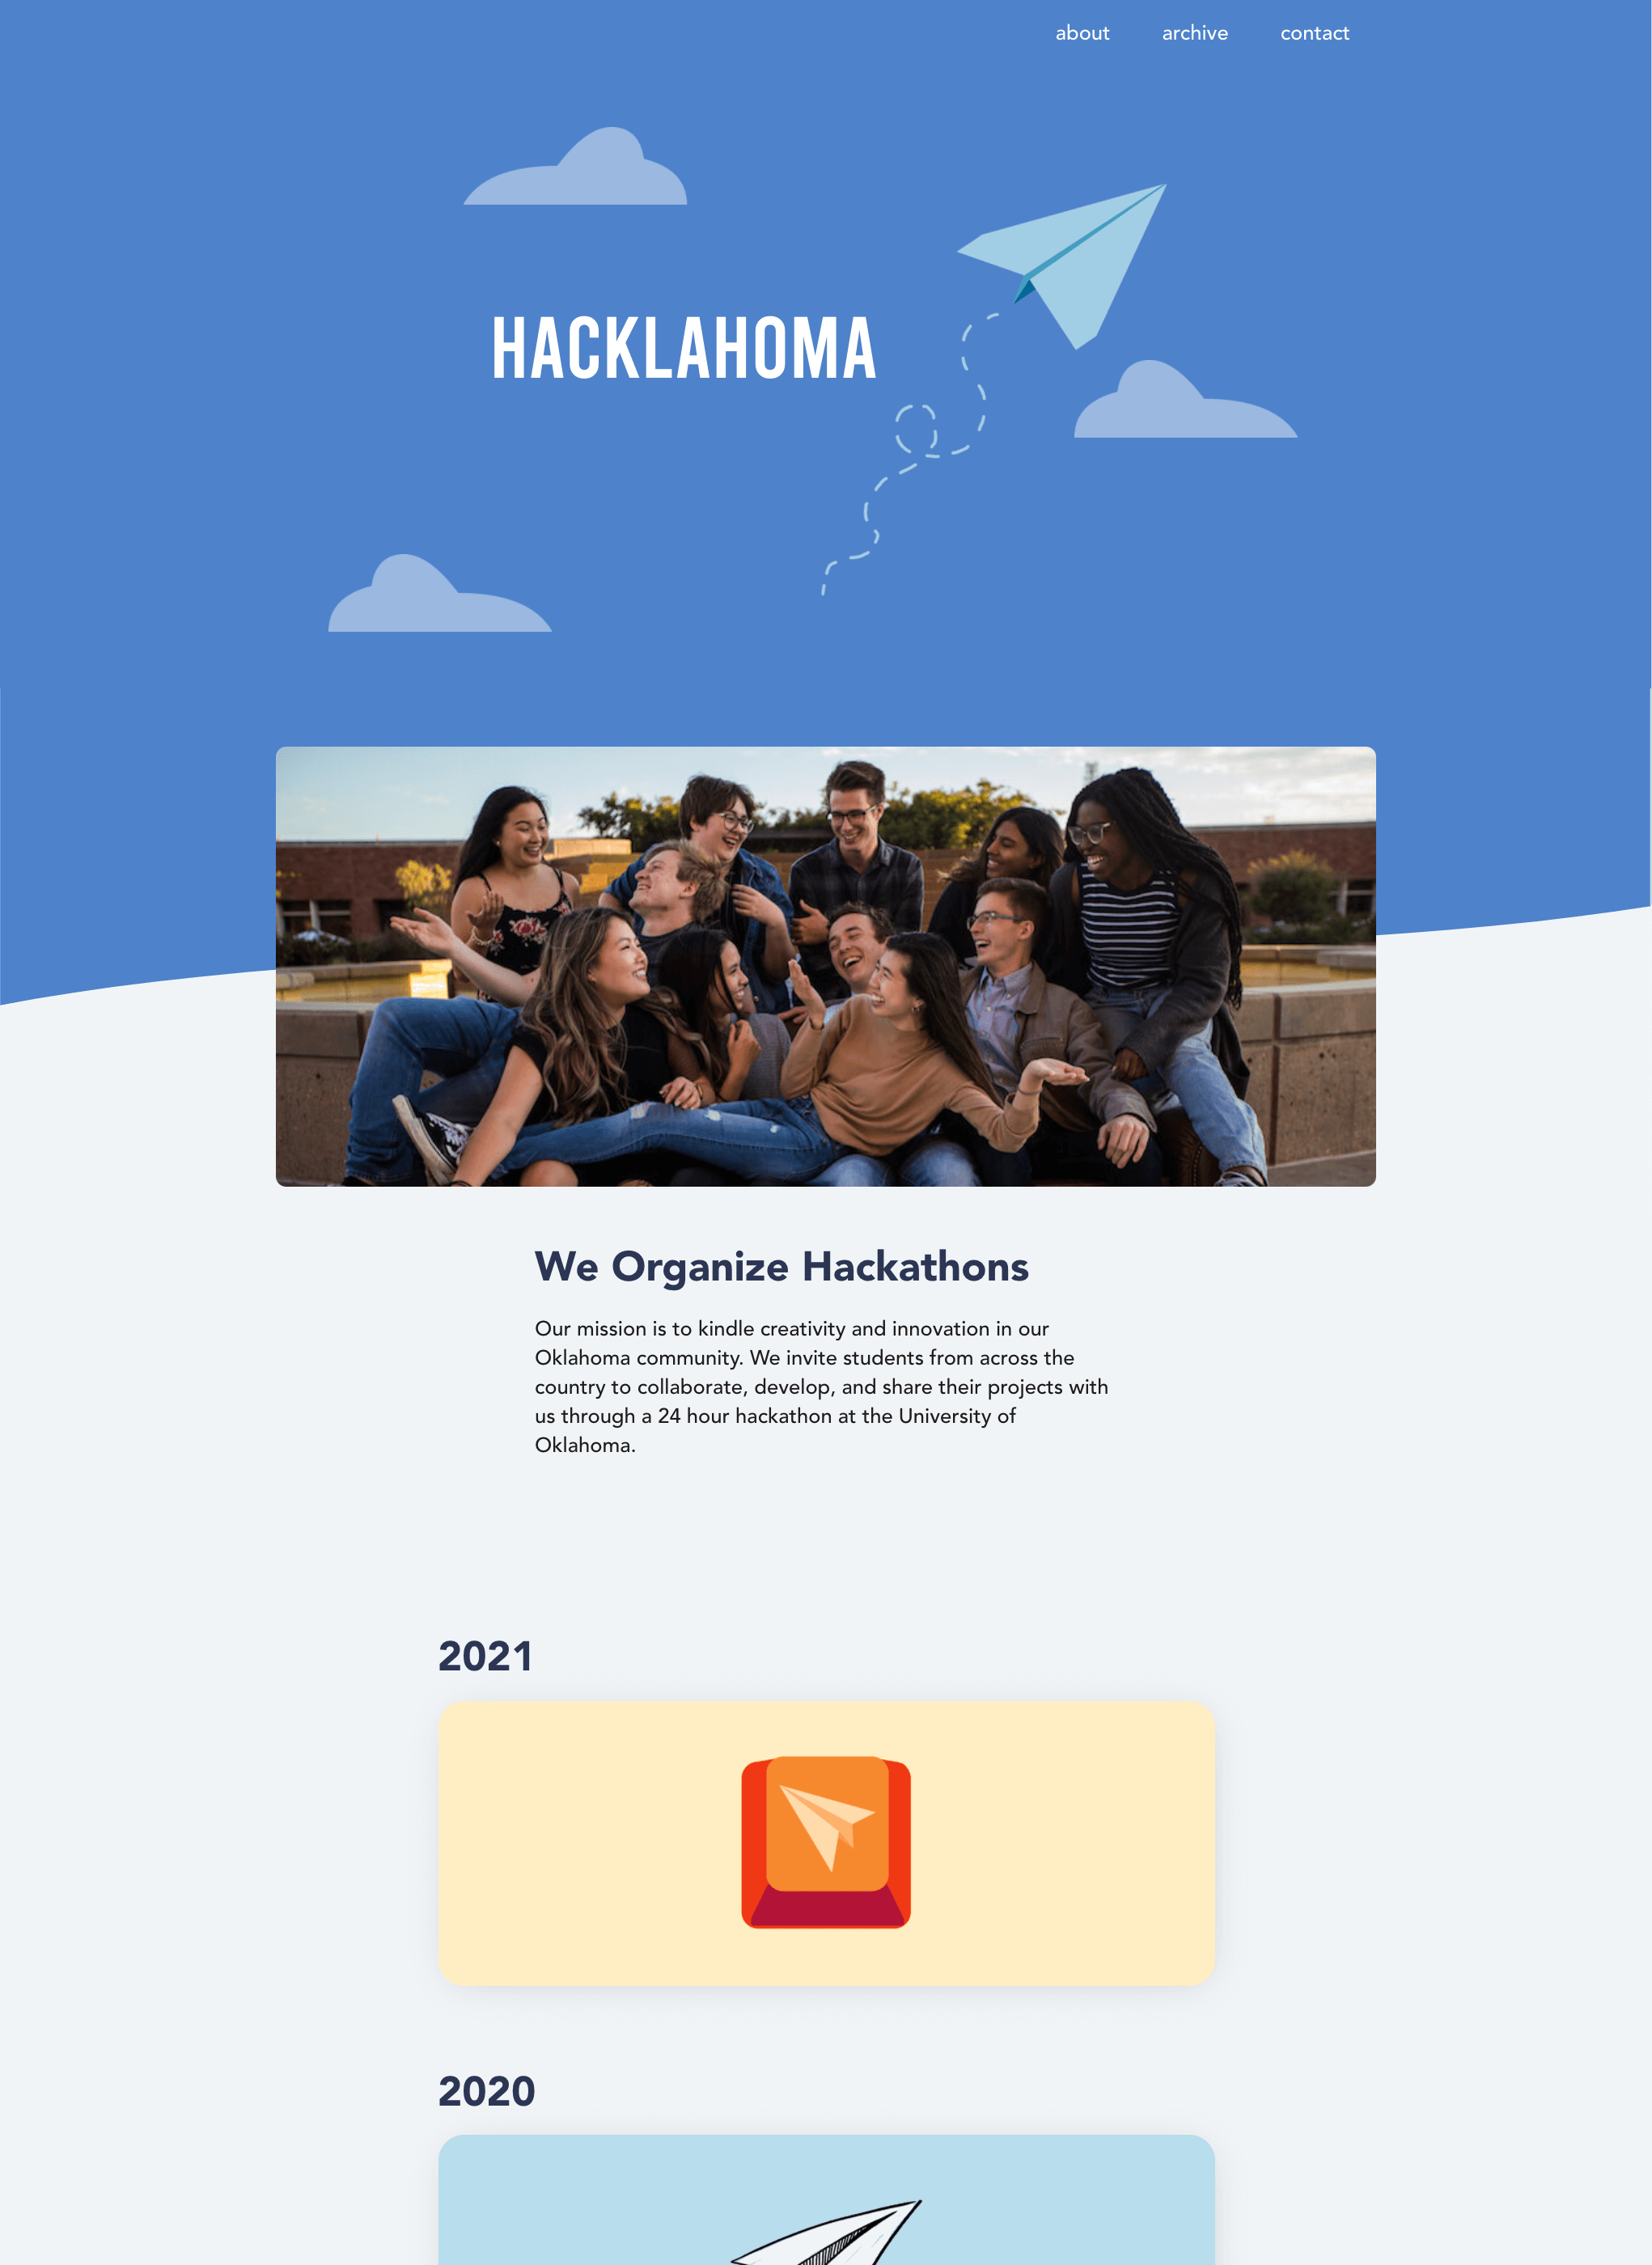 about archive contact
HACKLAHOMA
We Organize Hackathons
Our mission is to kindle creativity and innovation in our
Oklahoma community. We invite students from across the
country to collaborate, develop, and share their projects with
us through a 24 hour hackathon at the University of
Oklahoma.
2021
2020